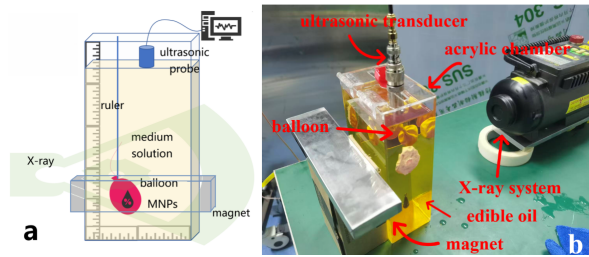 ultrasonic
probe
ruler
medium
solution
X-ray
balloon
MNPs
magnet
a
ultrasonic transducer
acrylic chamber
SUS 304
balloon
X-ray system
edible oil
magnet
b